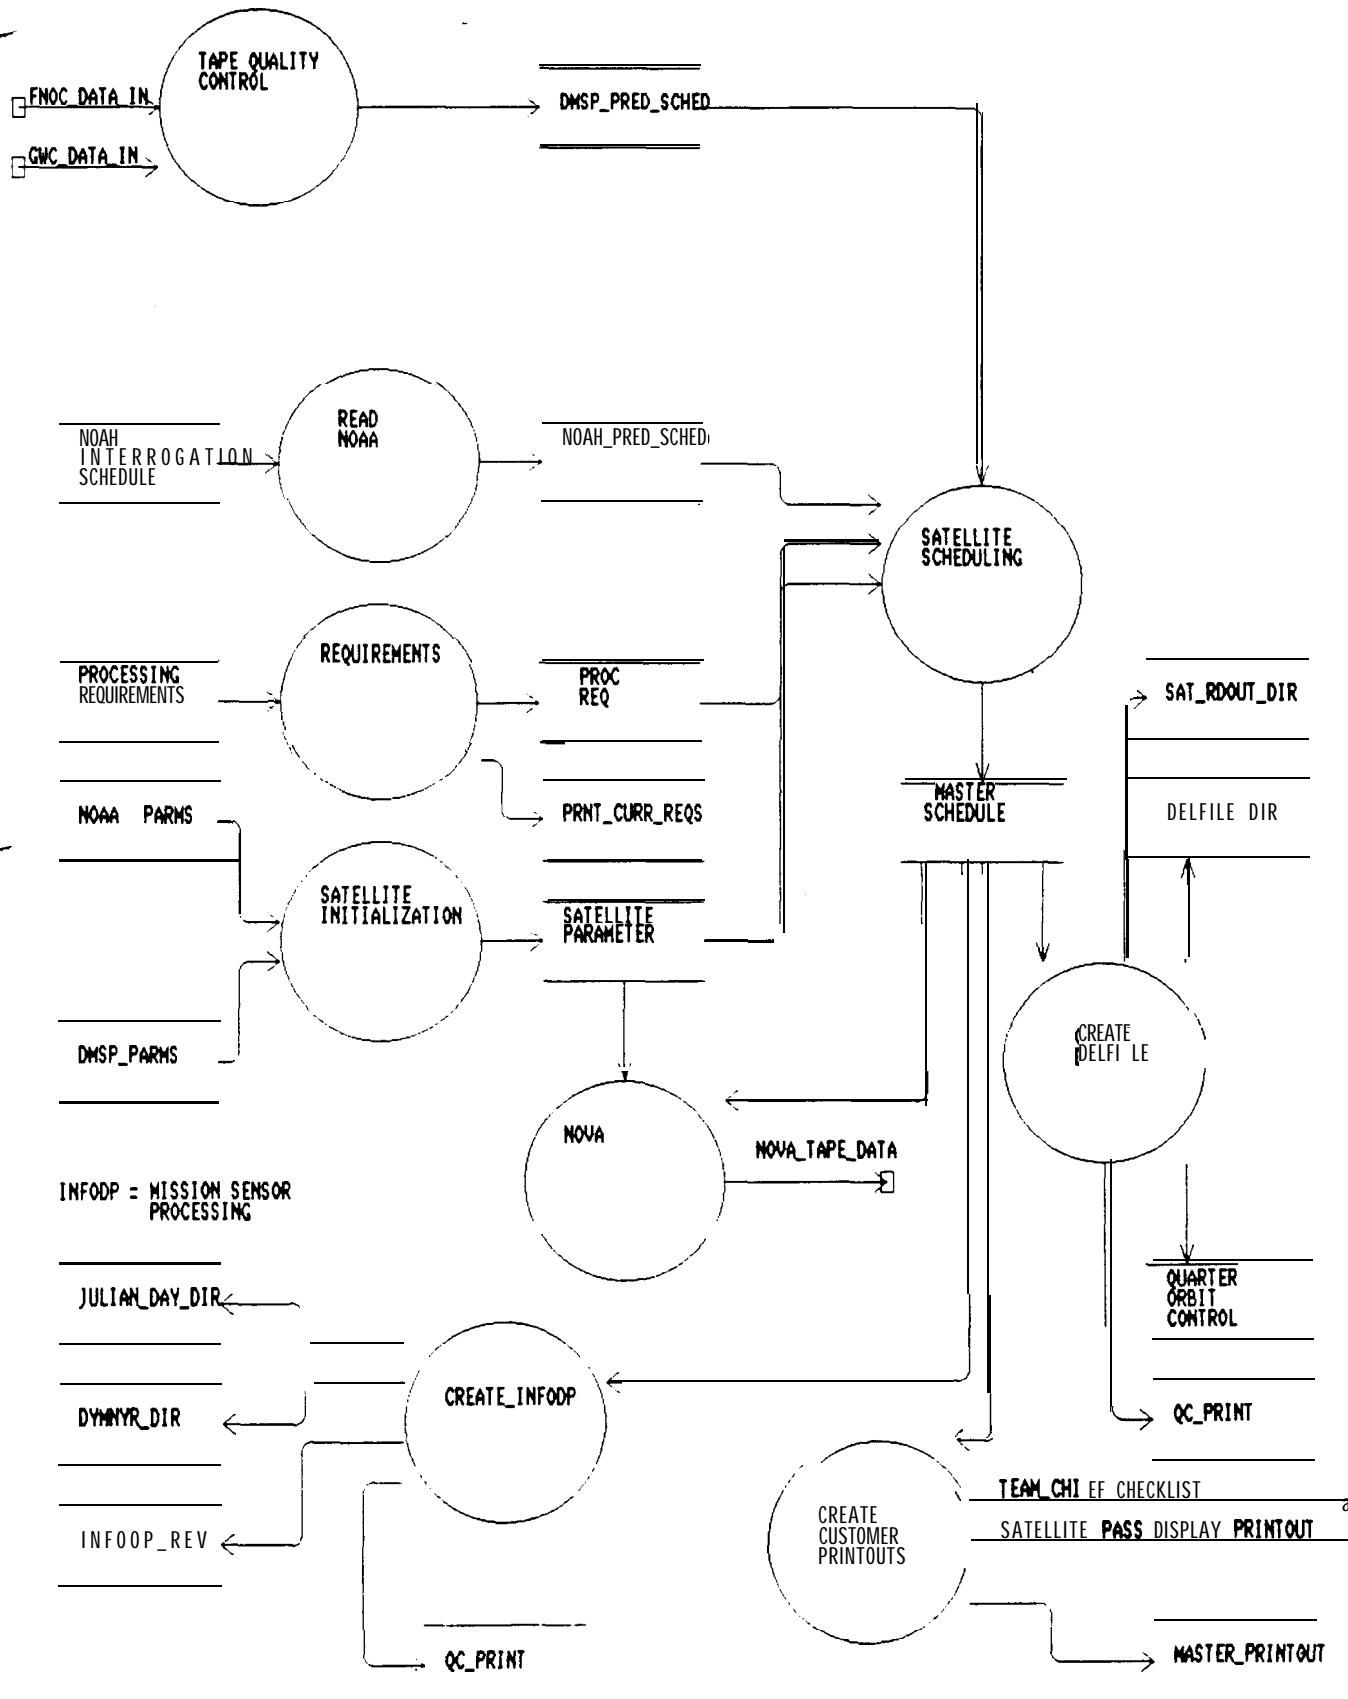 TAPE QUALITY
CONTROL
FNOC_DATA_IN
DMSP_PRED_SCHED
GWC_DATA_IN
READ
NOAA
NOAH
INTERROGATION
SCHEDULE
NOAH_PRED_SCHED
SATELLITE
SCHEDULING
REQUIREMENTS
PROCESSING
REQUIREMENTS
PROC
REQ
SAT_RDOUT_DIR
NOAA PARMS
PRNT_CURR_REQS
MASTER
SCHEDULE
DELFILE DIR
SATELLITE
INITIALIZATION
SATELLITE
PARAMETER
DMSP_PARMS
CREATE
DELFI LE
NOVA
NOVA_TAPE_DATA
INFODP = MISSION SENSOR
PROCESSING
JULIAN_DAY_DIR
QUARTER
ORBIT
CONTROL
CREATE_INFODP
DYMNYR_DIR
QC_PRINT
TEAM_CHI EF CHECKLIST
SATELLITE PASS DISPLAY PRINTOUT
CREATE
CUSTOMER
PRINTOUTS
INFOOP_REV
QC_PRINT
MASTER_PRINTOUT